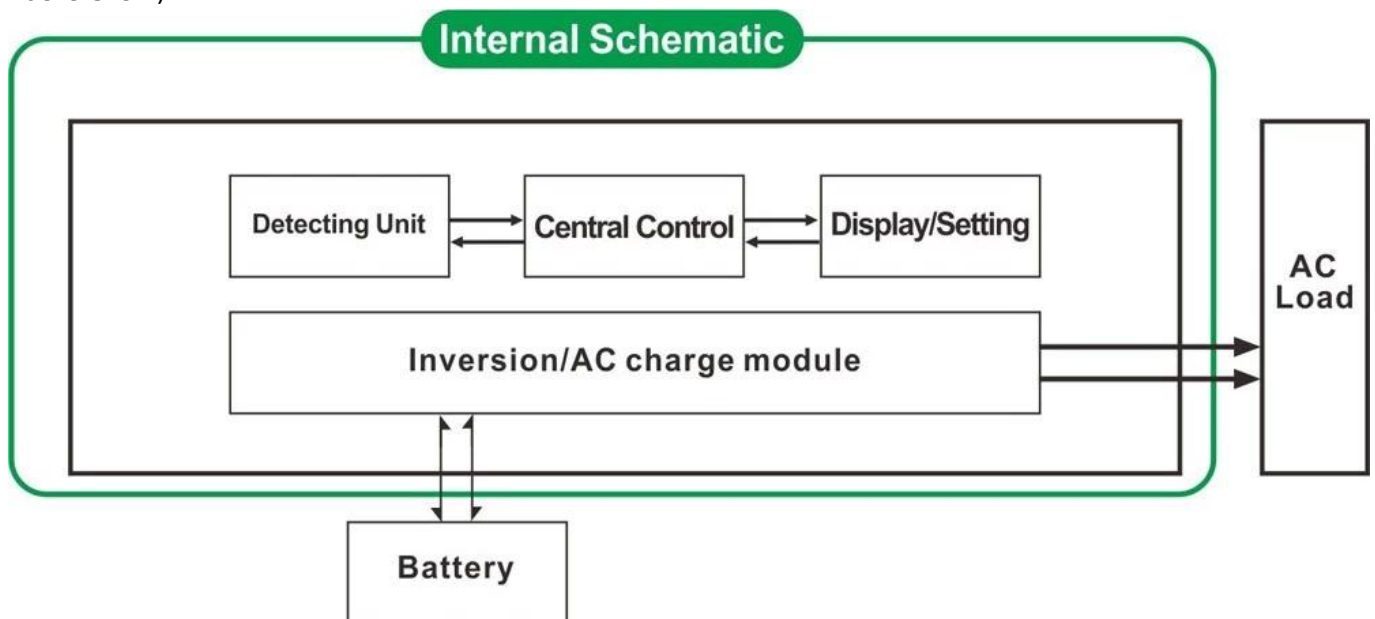 Internal Schematic
Detecting Unit
Central Control
Display/Setting
AC
Load
Inversion/AC charge module
Battery